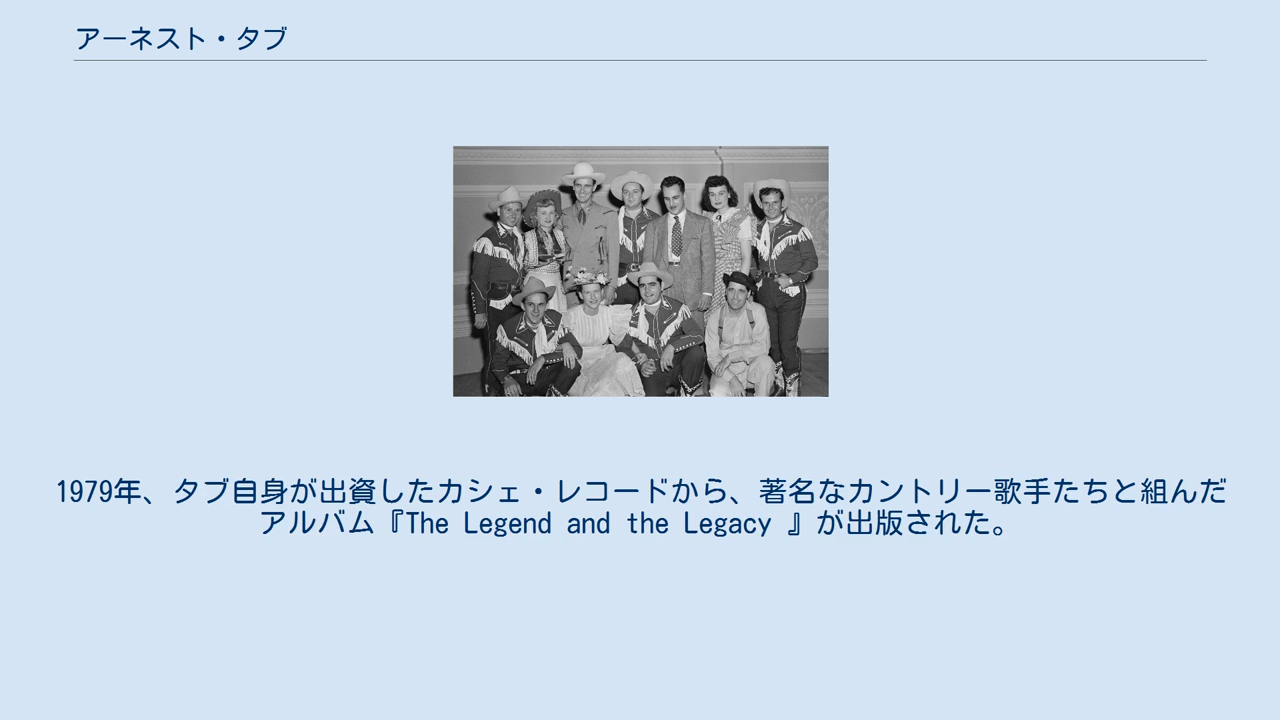 アーネスト・タブ
1979年、タブ自身が出資したカシェ・レコードから、著名なカントリー歌手たちと組んだ
アルバム『The Legend and the Legacy 』が出版された。